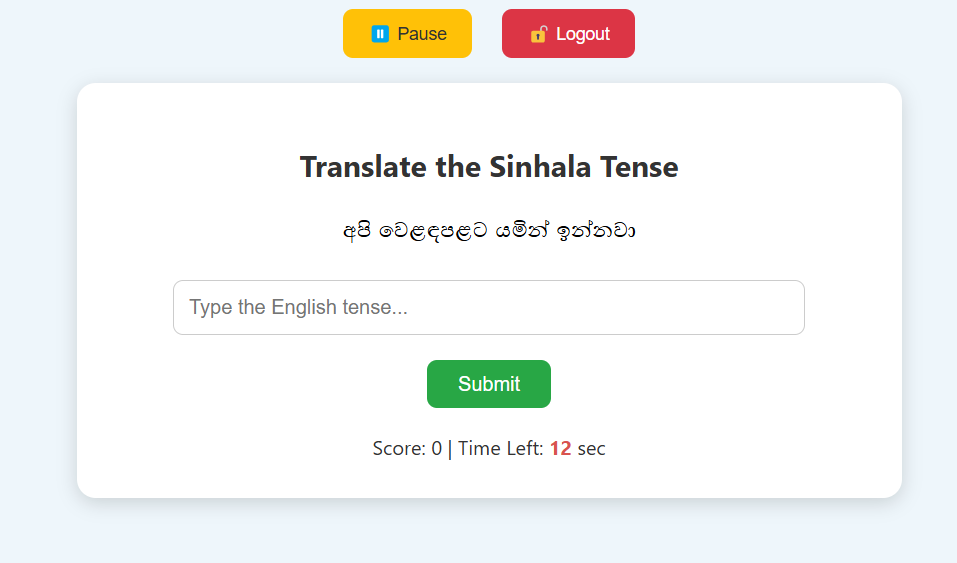 Pause
Logout
Translate the Sinhala Tense
අපි වෙළඳපළට යමින් ඉන්නවා
Type the English tense...
Submit
Score: 0 | Time Left: 12 sec